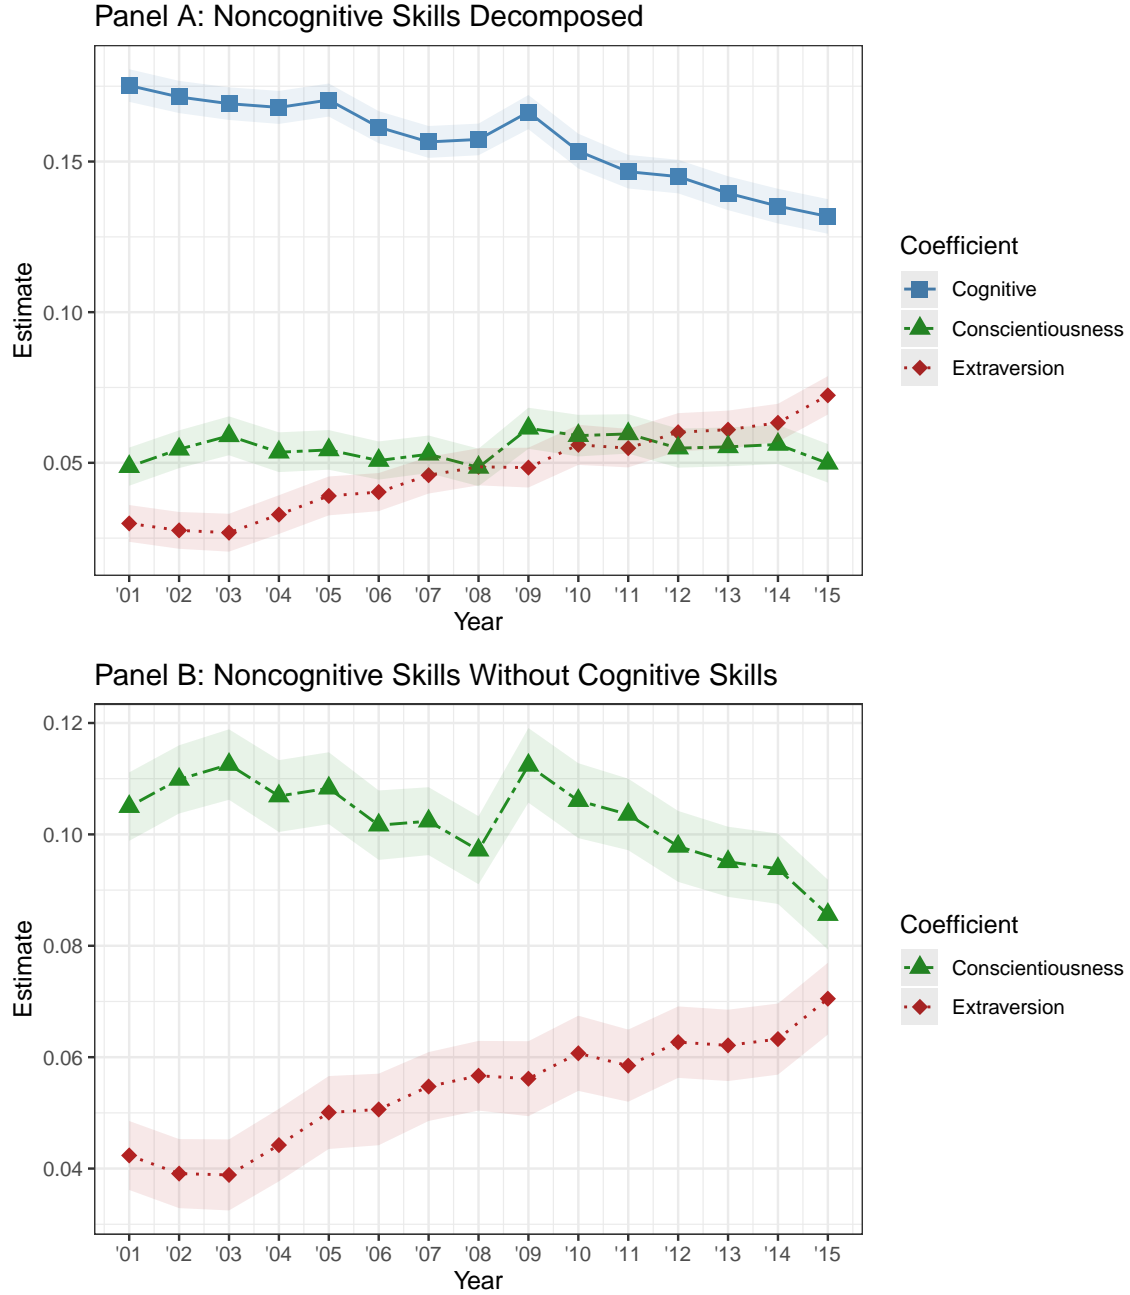 Panel A: Noncognitive Skills Decomposed
0.15
0.10
0.05
Estimate
'01 '02 '03 '04 '05 '06 '07 '08 '09 '10 '11 '12 '13 '14 '15
Year
Coefficient
Cognitive
Conscientiousness
Extraversion
Panel B: Noncognitive Skills Without Cognitive Skills
0.12
0.10
0.08
0.06
0.04
Estimate
'01 '02 '03 '04 '05 '06 '07 '08 '09 '10 '11 '12 '13 '14 '15
Year
Coefficient
Conscientiousness
Extraversion